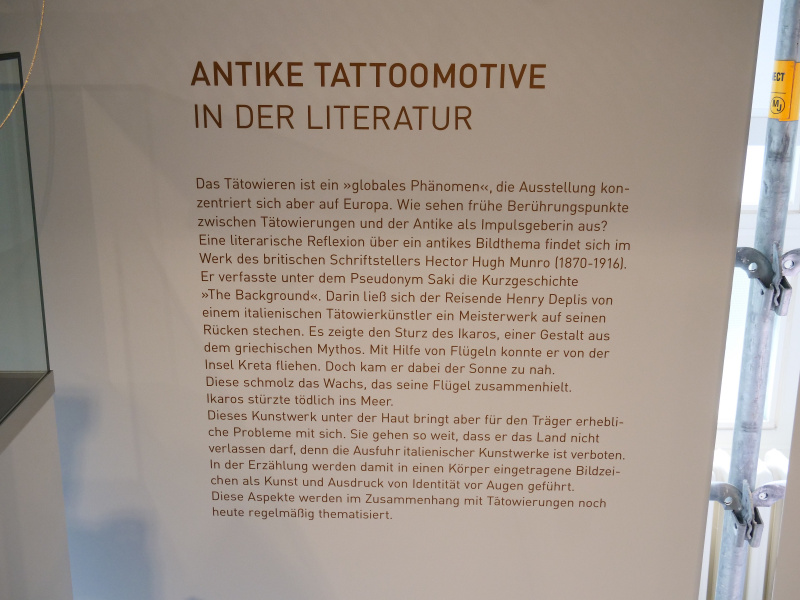 ANTIKE TATTOOMOTIVE
IN DER LITERATUR
Das Tätowieren ist ein »globales Phänomen«, die Ausstellung kon-
zentriert sich aber auf Europa. Wie sehen frühe Berührungspunkte
zwischen Tätowierungen und der Antike als Impulsgeberin aus?
Eine literarische Reflexion über ein antikes Bildthema findet sich im
Werk des britischen Schriftstellers Hector Hugh Munro (1870-1916).
Er verfasste unter dem Pseudonym Saki die Kurzgeschichte
»The Background«. Darin ließ sich der Reisende Henry Deplis von
einem italienischen Tätowierkünstler ein Meisterwerk auf seinen
Rücken stechen. Es zeigte den Sturz des Ikaros, einer Gestalt aus
dem griechischen Mythos. Mit Hilfe von Flügeln konnte er von der
Insel Kreta fliehen. Doch kam er dabei der Sonne zu nah.
Diese schmolz das Wachs, das seine Flügel zusammenhielt.
Ikaros stürzte tödlich ins Meer.
Dieses Kunstwerk unter der Haut bringt aber für den Träger erhebli-
che Probleme mit sich. Sie gehen so weit, dass er das Land nicht
verlassen darf, denn die Ausfuhr italienischer Kunstwerke ist verboten.
In der Erzählung werden damit in einen Körper eingetragene Bildzei-
chen als Kunst und Ausdruck von Identität vor Augen geführt.
Diese Aspekte werden im Zusammenhang mit Tätowierungen noch
heute regelmäßig thematisiert.
ECT
MJ